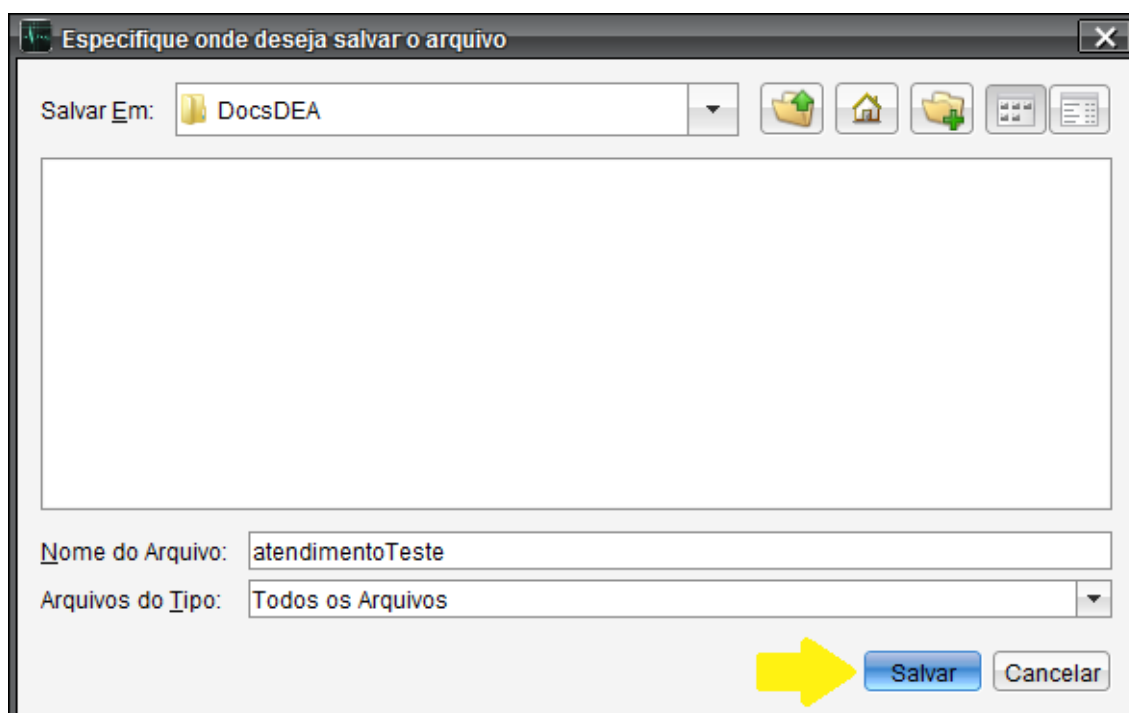 Especifique onde deseja salvar o arquivo
Salvar Em: DocsDEA
Nome do Arquivo: atendimentoTeste
Arquivos do Tipo: Todos os Arquivos
Salvar Cancelar